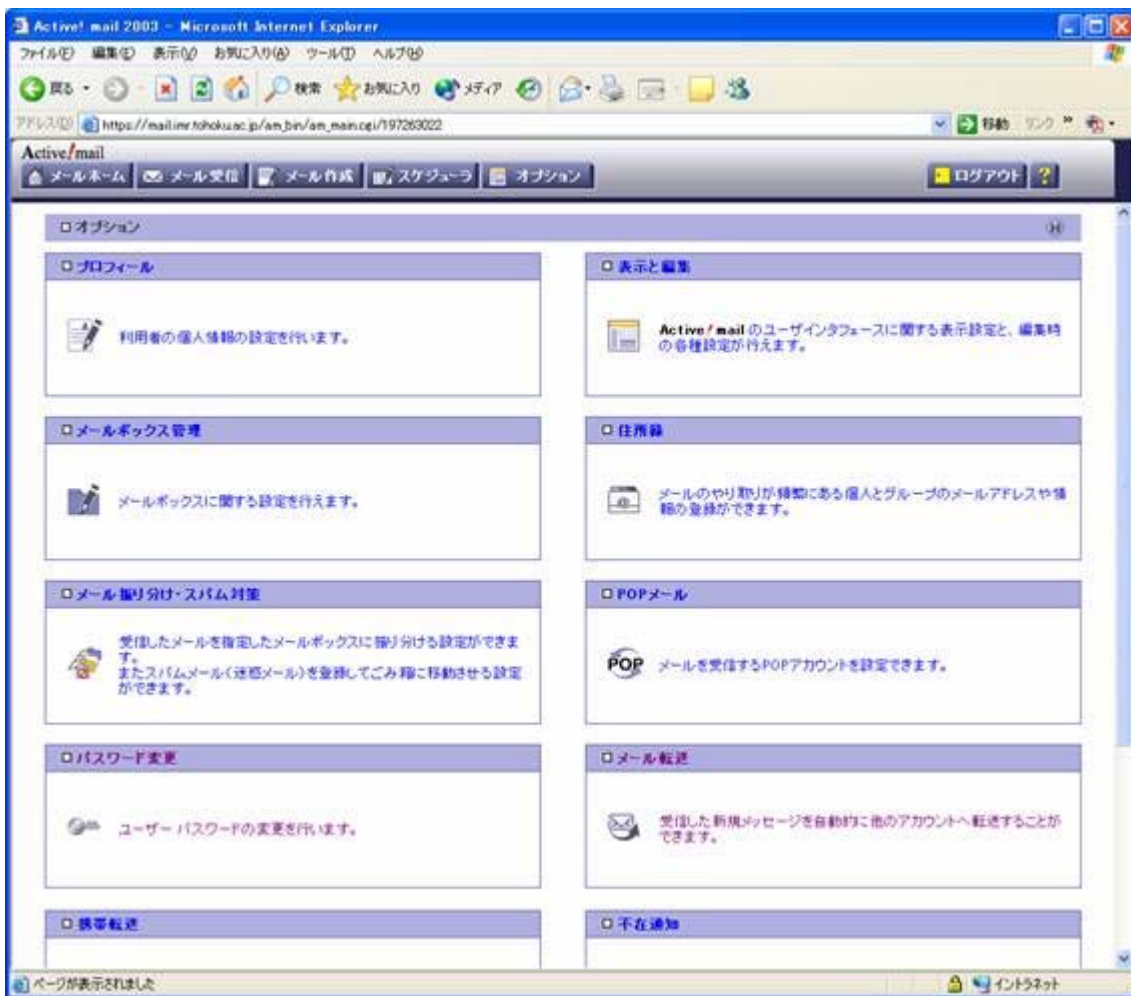 Active! mail 2003 - Microsoft Internet Explorer
ファイル(F) 編集(E) 表示(V) お気に入り(A) ツール(T) ヘルプ(H)
戻る 検索 お気に入り メディア
アドレス(D) https://mail.imr.tohoku.ac.jp/am_bin/am_main.cgi/197263022 移動 リンク »
Active!mail
メールホーム メール受信 メール作成 スケジューラ オプション ログアウト ?
オプション
プロフィール
利用者の個人情報の設定を行います。
表示と編集
Active!mail のユーザインタフェースに関する表示設定と、編集時
の各種設定が行えます。
メールボックス管理
メールボックスに関する設定を行えます。
住所録
メールのやり取りが頻繁にある個人とグループのメールアドレスや情
報の登録ができます。
メール振り分け・スパム対策
受信したメールを指定したメールボックスに振り分ける設定ができま
す。
またスパムメール(迷惑メール)を登録してごみ箱に移動させる設定
ができます。
POPメール
POP
メールを受信するPOPアカウントを設定できます。
パスワード変更
ユーザー パスワードの変更を行います。
メール転送
受信した新規メッセージを自動的に他のアカウントへ転送することが
できます。
携帯転送
不在通知
ページが表示されました イントラネット